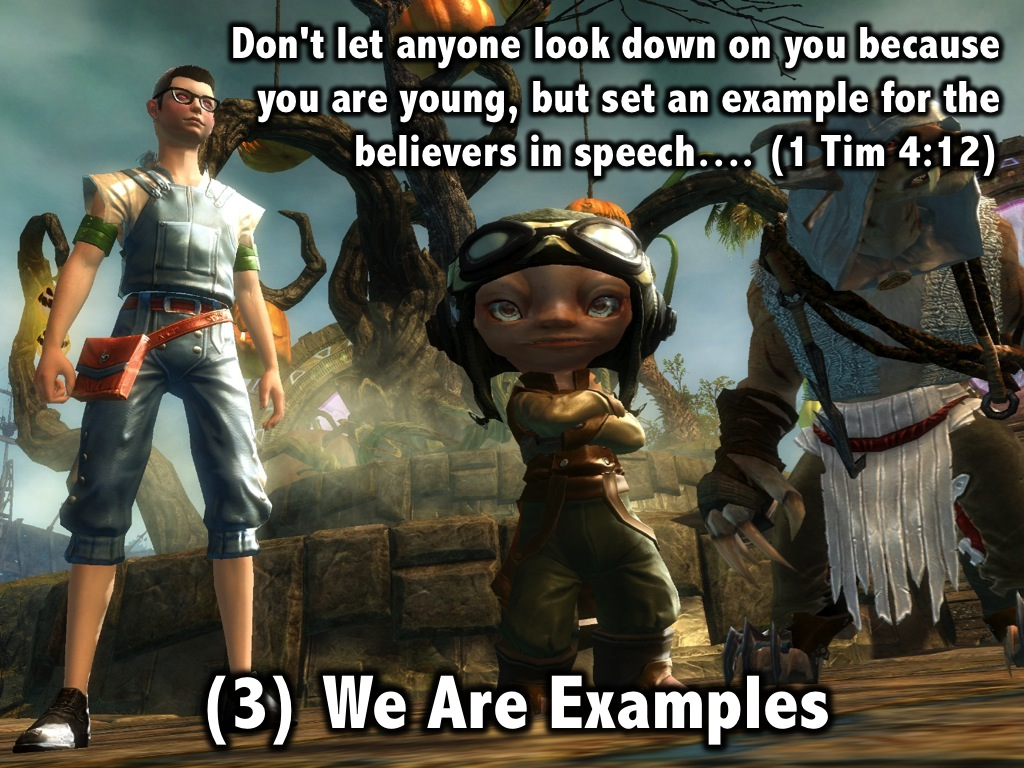 Don't let anyone look down on you because
you are young, but set an example for the
believers in speech…. (1 Tim 4:12)
(3) We Are Examples